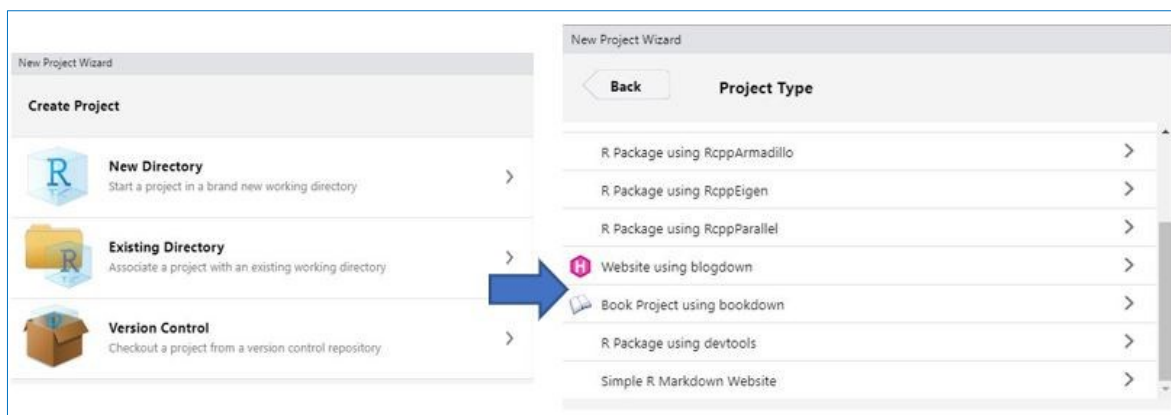 New Project Wizard
Create Project
R
New Directory
Start a project in a brand new working directory
R
Existing Directory
Associate a project with an existing working directory
Version Control
Checkout a project from a version control repository
New Project Wizard
Back
Project Type
R Package using RcppArmadillo
R Package using RcppEigen
R Package using RcppParallel
H
Website using blogdown
Book Project using bookdown
R Package using devtools
Simple R Markdown Website